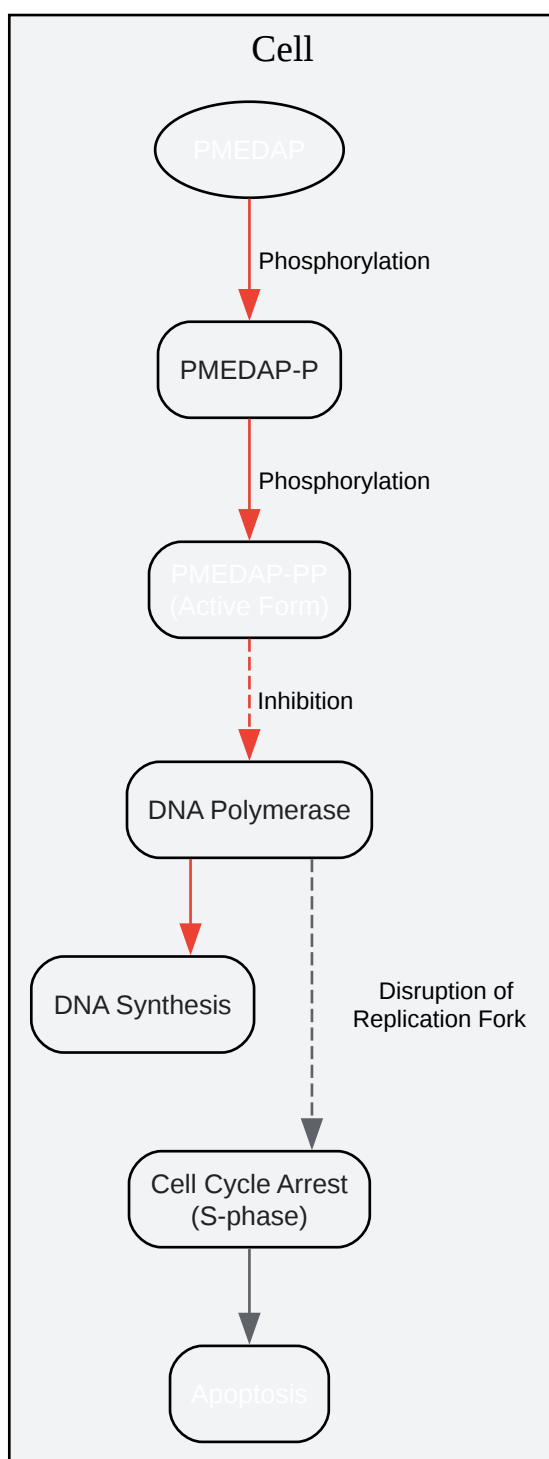 Cell
PMEDAP
Phosphorylation
PMEDAP-P
Phosphorylation
PMEDAP-PP
(Active Form)
Inhibition
DNA Polymerase
DNA Synthesis
Disruption of
Replication Fork
Cell Cycle Arrest
(S-phase)
Apoptosis